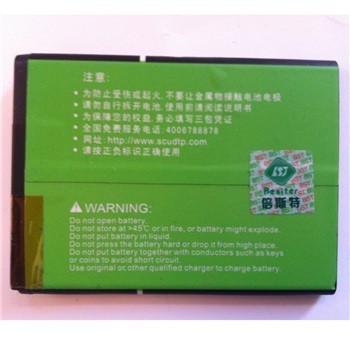 注意:
为防止受伤或起火，不要让金属物接触电池电极
请勿自行拆开电池，使用前请阅读说明书
为保障您的利益，请妥善填写三包凭证
全国免费服务电话:4006788878
网址:http://www.scudtp.com
请按正负极标识正确装入
Besiter
倍斯特
Warning:
Do not open battery.
Do not store at >45℃ or in fire, or battery might explode.
Do not put battery in liquid.
Do not press the battery hard or drop it from high.
Do not put battery together with conductors such as keys
or coins to avoid short circuit.
Use original or other qualified charger to charge battery.